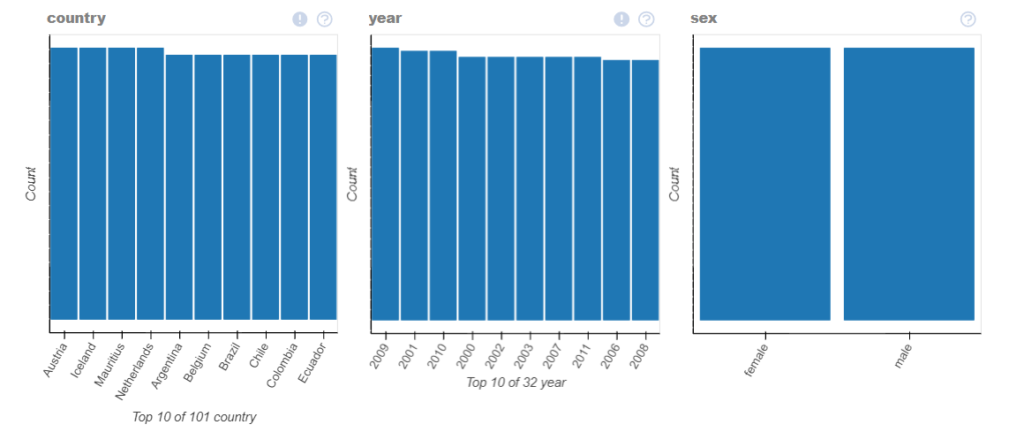 country
year
sex
Count
Austria
Iceland
Mauritius
Netherlands
Argentina
Belgium
Brazil
Chile
Colombia
Ecuador
Top 10 of 101 country
Count
2009
2001
2010
2000
2002
2003
2007
2011
2006
2008
Top 10 of 32 year
Count
female
male